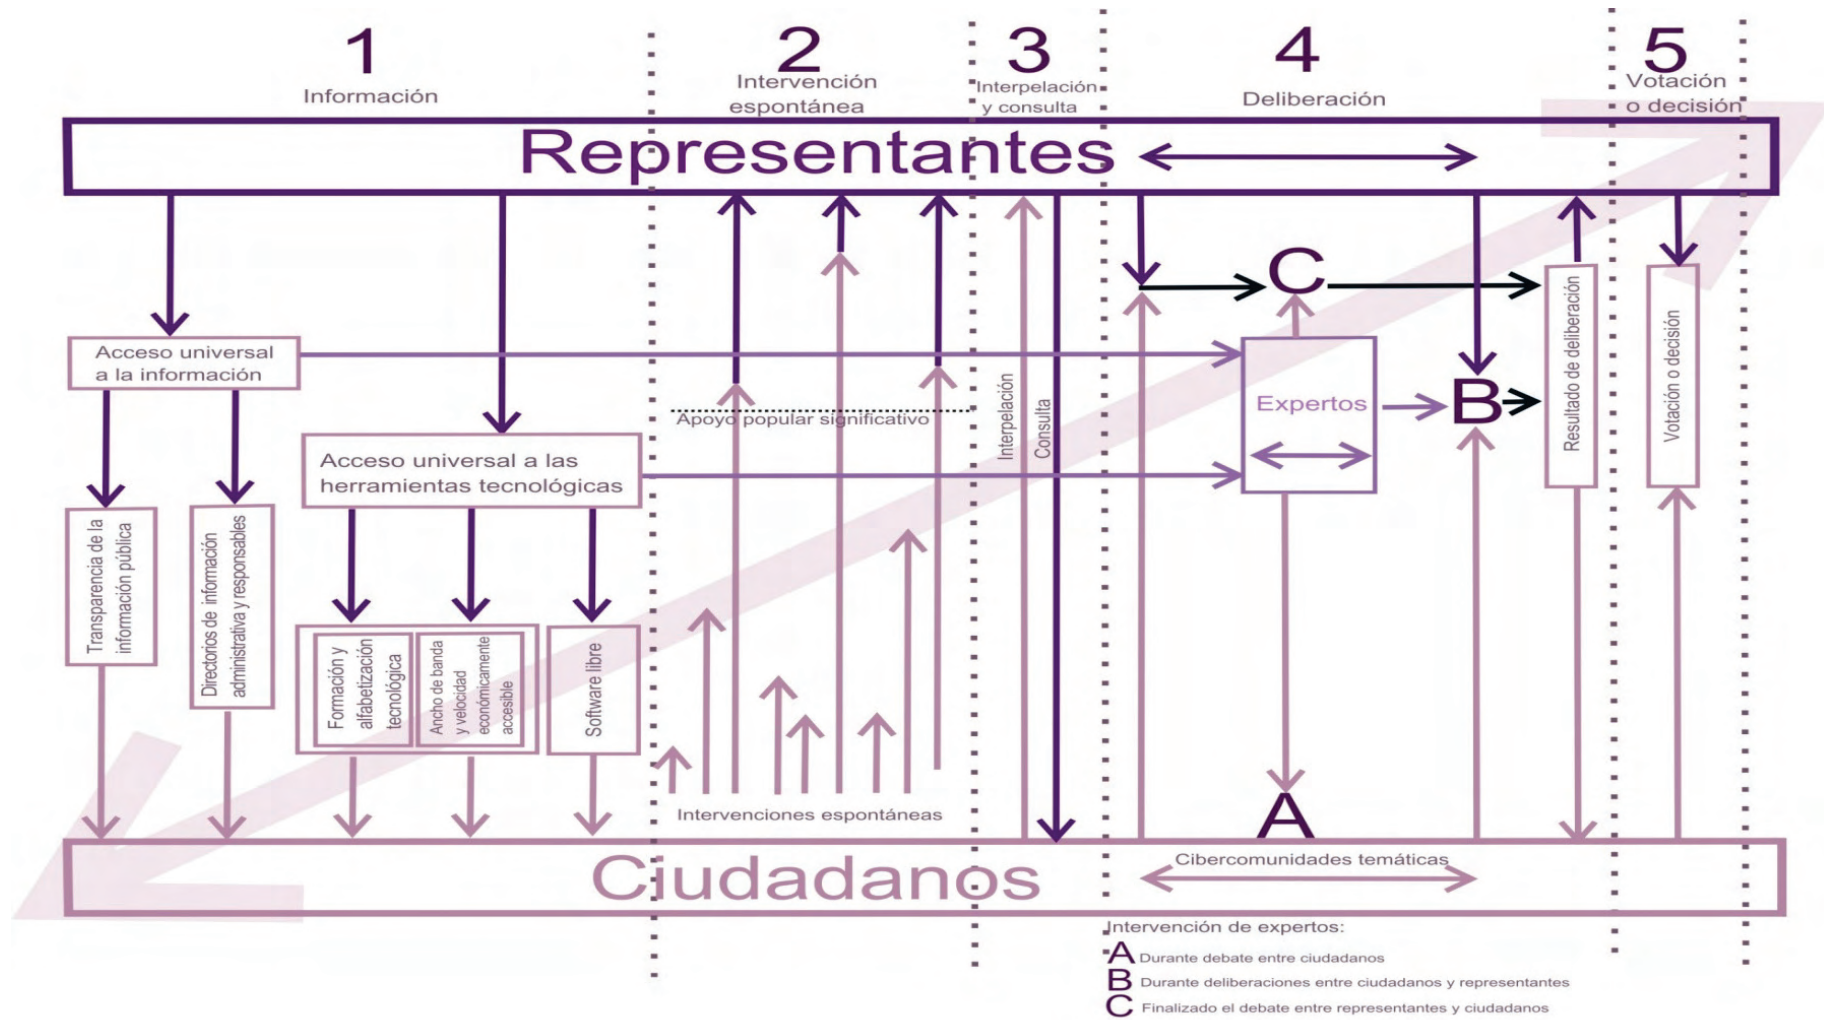 1
Información
2
Intervención
espontánea
3
Interpelación
y consulta
4
Deliberación
5
Votación
o decisión
Representantes
Acceso universal
a la información
Acceso universal a las
herramientas tecnológicas
Transparencia de la
información pública
Directorios de información
administrativa y responsables
Formación y
alfabetización
tecnológica
Ancho de banda
y velocidad
económicamente
accesible
Software libre
Apoyo popular significativo
Intervenciones espontáneas
Interpelación
Consulta
C
Expertos
B
A
Resultado de deliberación
Votación o decisión
Ciudadanos
Cibercomunidades temáticas
Intervención de expertos:
A Durante debate entre ciudadanos
B Durante deliberaciones entre ciudadanos y representantes
C Finalizado el debate entre representantes y ciudadanos